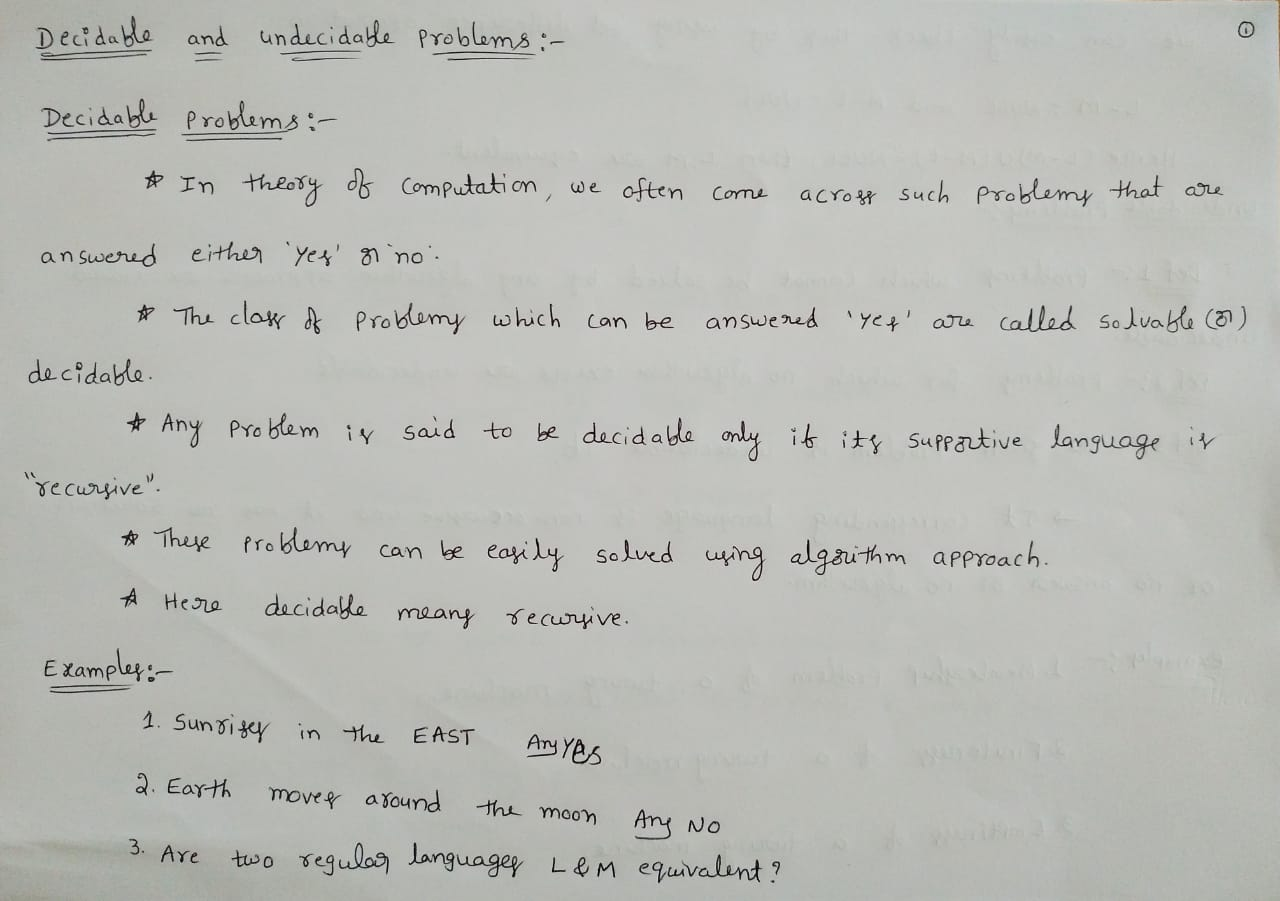 ①
Decidable and undecidable Problems:-
Decidable Problems:-
☆ In theory of Computation, we often come across such problems that are
answered either 'yes' or 'no'.
☆ The class of problems which can be answered 'yes' are called solvable (or)
decidable.
☆ Any problem is said to be decidable only if its supportive language is
"recursive".
☆ These problems can be easily solved using algorithm approach.
☆ Here decidable means recursive.
Examples:-
1. Sunrises in the EAST Ans YES
2. Earth moves around the moon Ans NO
3. Are two regular languages L & M equivalent?